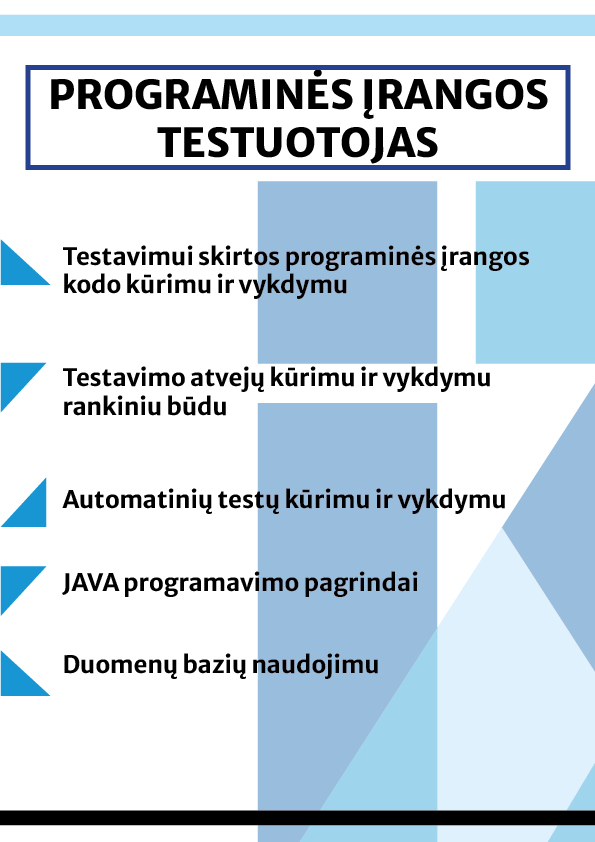 PROGRAMINĖS ĮRANGOS
TESTUOTOJAS
Testavimui skirtos programinės įrangos
kodo kūrimu ir vykdymu
Testavimo atvejų kūrimu ir vykdymu
rankiniu būdu
Automatinių testų kūrimu ir vykdymu
JAVA programavimo pagrindai
Duomenų bazių naudojimu